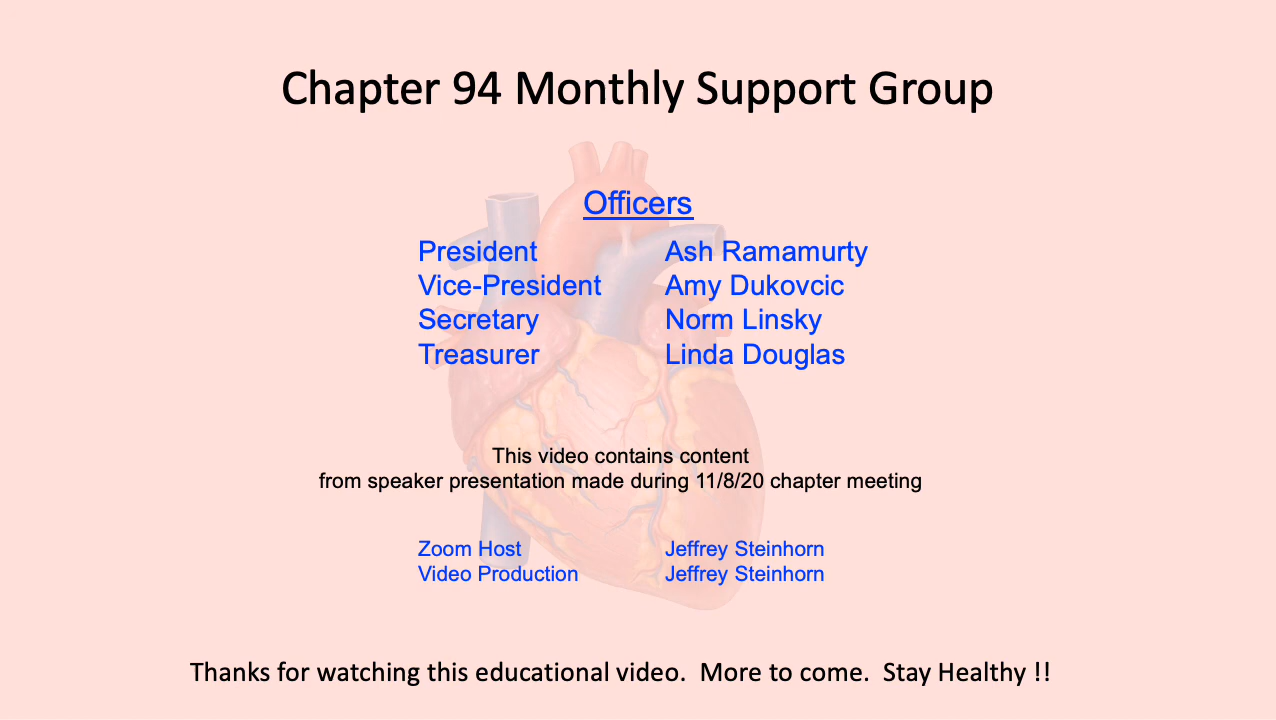 Chapter 94 Monthly Support Group
Officers
President Ash Ramamurty
Vice-President Amy Dukovcic
Secretary Norm Linsky
Treasurer Linda Douglas
This video contains content
from speaker presentation made during 11/8/20 chapter meeting
Zoom Host Jeffrey Steinhorn
Video Production Jeffrey Steinhorn
Thanks for watching this educational video.  More to come.  Stay Healthy !!